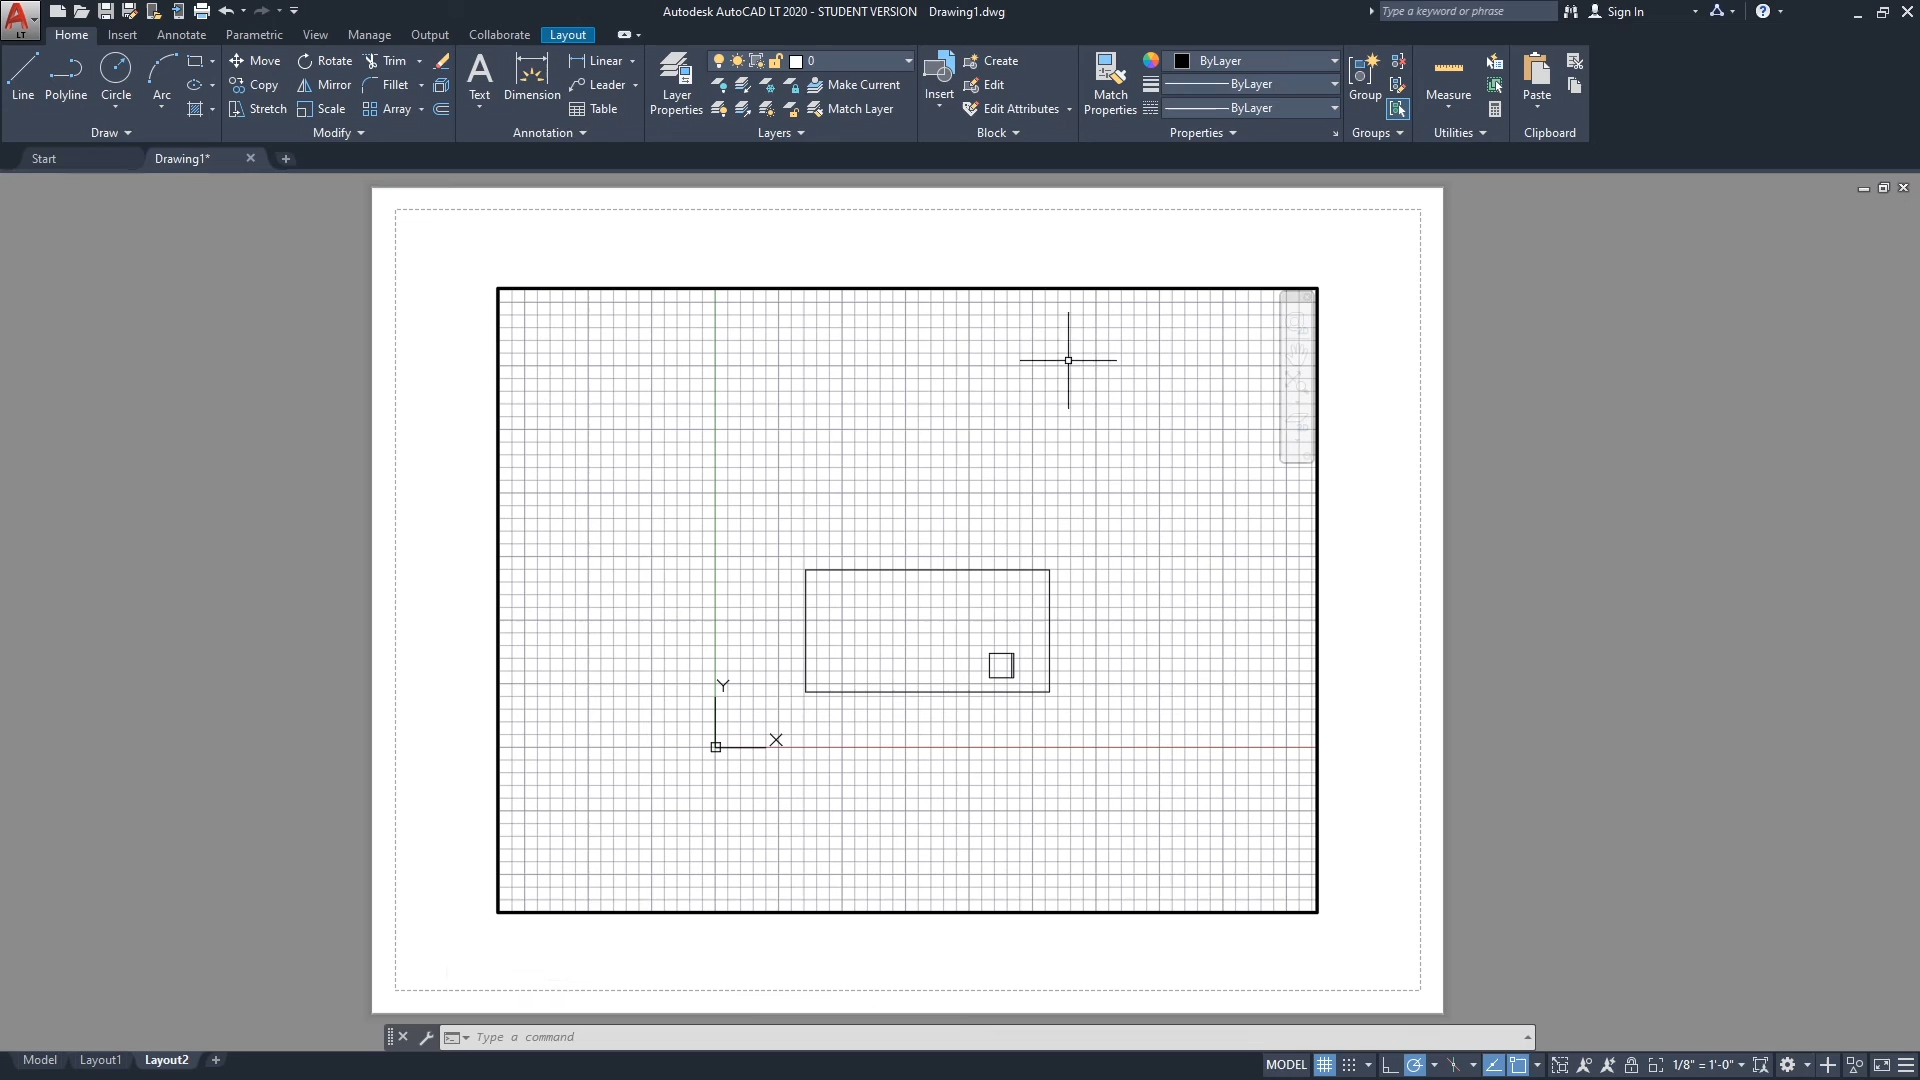 LT
Autodesk AutoCAD LT 2020 - STUDENT VERSION Drawing1.dwg
Type a keyword or phrase
Sign In
Home Insert Annotate Parametric View Manage Output Collaborate Layout
Line
Polyline
Circle
Arc
Move Rotate Trim
Copy Mirror Fillet
Stretch Scale Array
Text
Dimension
Linear
Leader
Table
Layer
Properties
0
Make Current
Match Layer
Insert
Create
Edit
Edit Attributes
Match
Properties
ByLayer
ByLayer
ByLayer
Group
Measure
Paste
Draw Modify Annotation Layers Block Properties Groups Utilities Clipboard
Start Drawing1*
Y
X
Type a command
Model Layout1 Layout2
MODEL 1/8" = 1'-0"